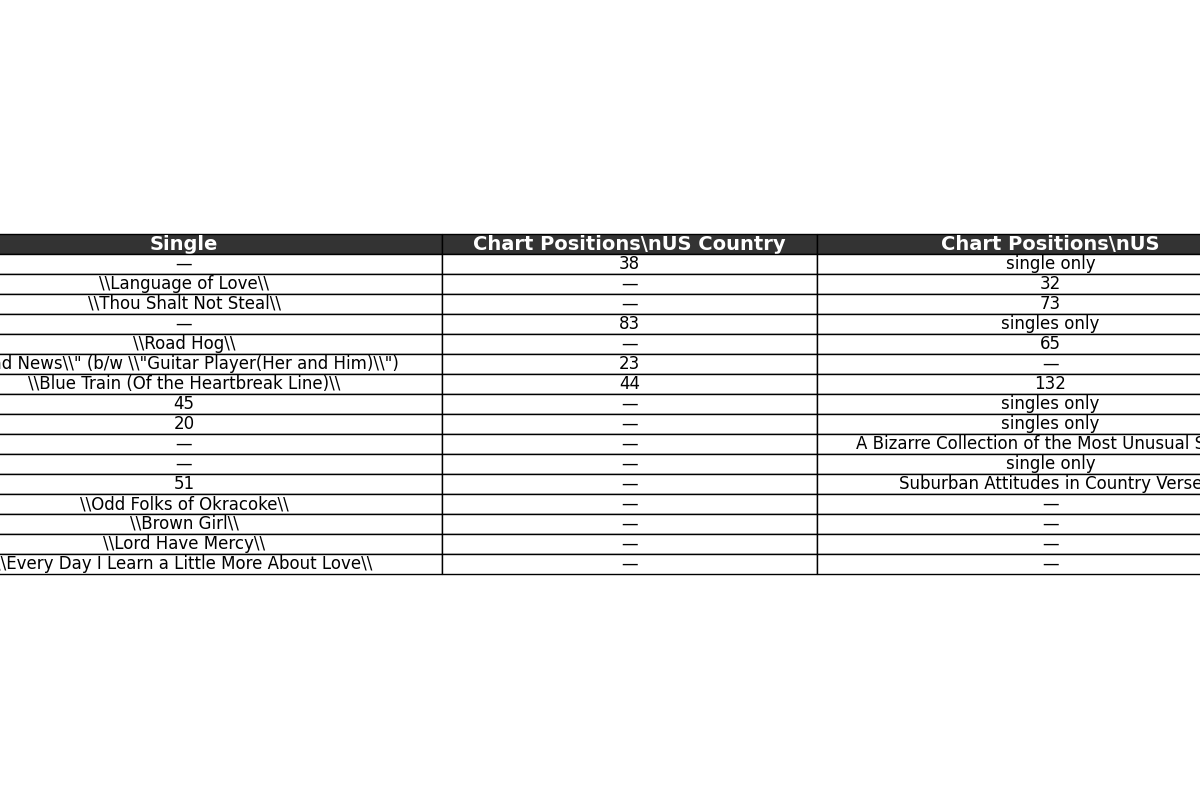 Single Chart Positions\nUS Country Chart Positions\nUS
— 38 single only
\\Language of Love\\ — 32
\\Thou Shalt Not Steal\\ — 73
— 83 singles only
\\Road Hog\\ — 65
News\\" (b/w \\"Guitar Player(Her and Him)\\") 23 —
\\Blue Train (Of the Heartbreak Line)\\ 44 132
45 — singles only
20 — singles only
— — A Bizarre Collection of the Most Unusual
— — single only
51 — Suburban Attitudes in Country Verse
\\Odd Folks of Okracoke\\ — —
\\Brown Girl\\ — —
\\Lord Have Mercy\\ — —
\\Every Day I Learn a Little More About Love\\ — —